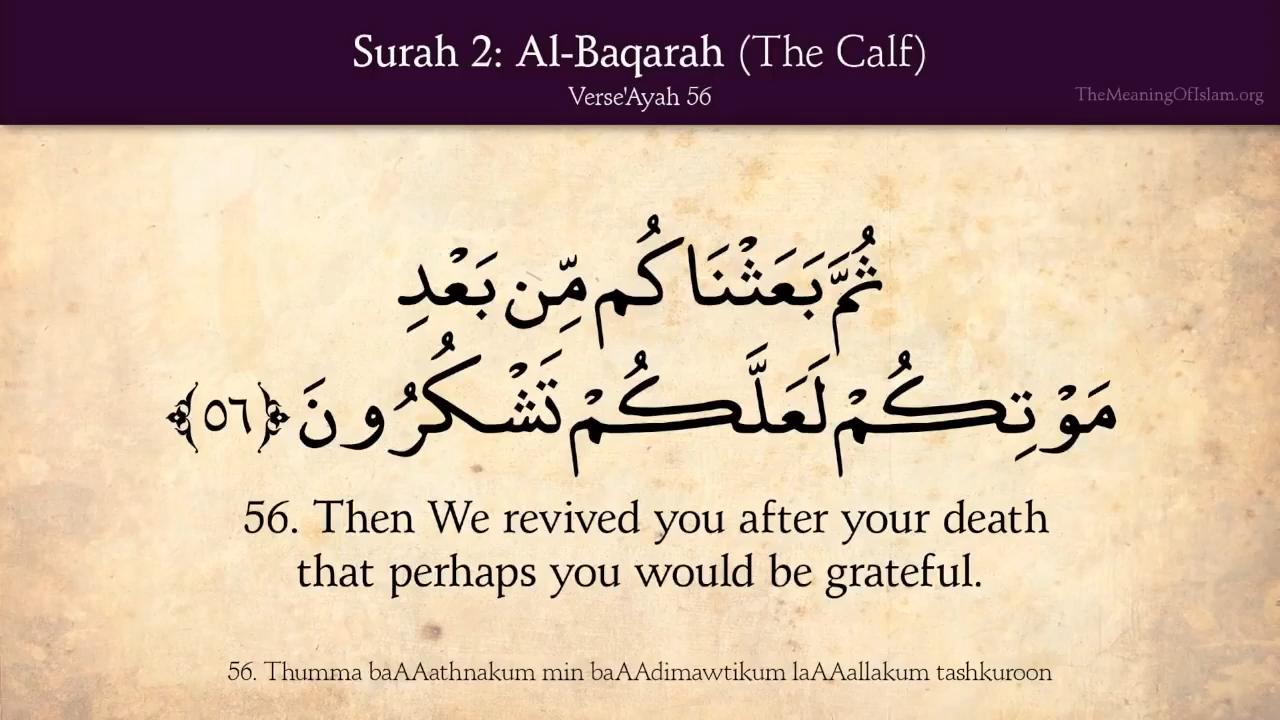 Surah 2: Al-Baqarah (The Calf)
Verse'Ayah 56
TheMeaningOfIslam.org
ثُمَّ بَعَثْنَاكُم مِّن بَعْدِ
مَوْتِكُمْ لَعَلَّكُمْ تَشْكُرُونَ ﴿٥٦﴾
56. Then We revived you after your death
that perhaps you would be grateful.
56. Thumma baAAathnakum min baAAdimawtikum laAAallakum tashkuroon